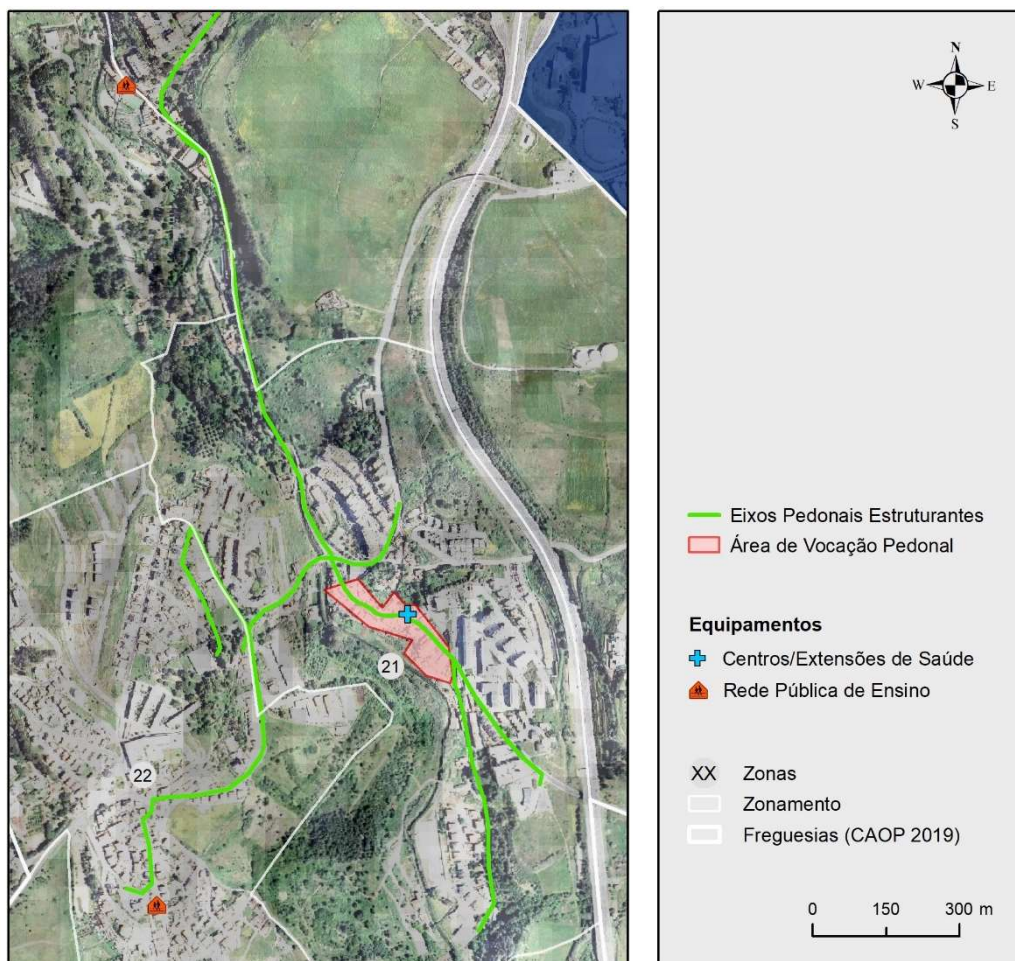 21
22
N
W
E
S
Eixos Pedonais Estruturantes
Área de Vocação Pedonal
Equipamentos
Centros/Extensões de Saúde
Rede Pública de Ensino
XX Zonas
Zonamento
Freguesias (CAOP 2019)
0 150 300 m